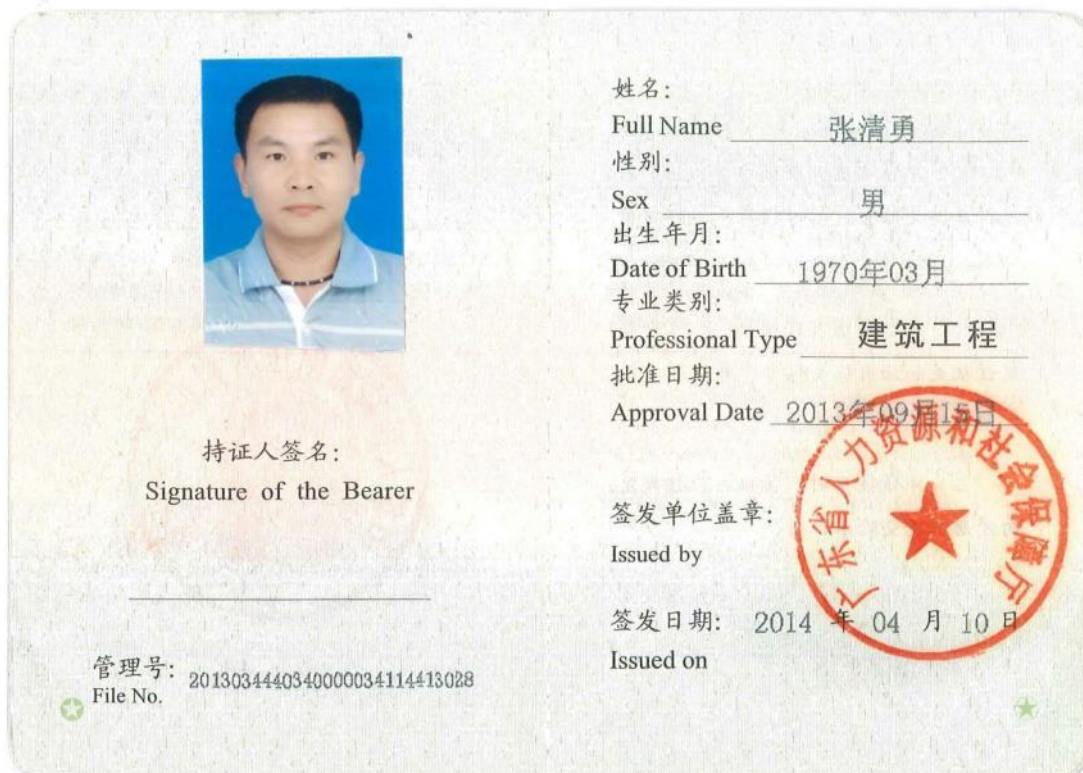 持证人签名:
Signature of the Bearer
管理号:
File No. 2013034440340000034114413028
姓名:
Full Name 张清勇
性别:
Sex 男
出生年月:
Date of Birth 1970年03月
专业类别:
Professional Type 建筑工程
批准日期:
Approval Date 2013年09月15日
签发单位盖章:
Issued by
广东省人力资源和社会保障厅
签发日期: 2014 年 04 月 10 日
Issued on